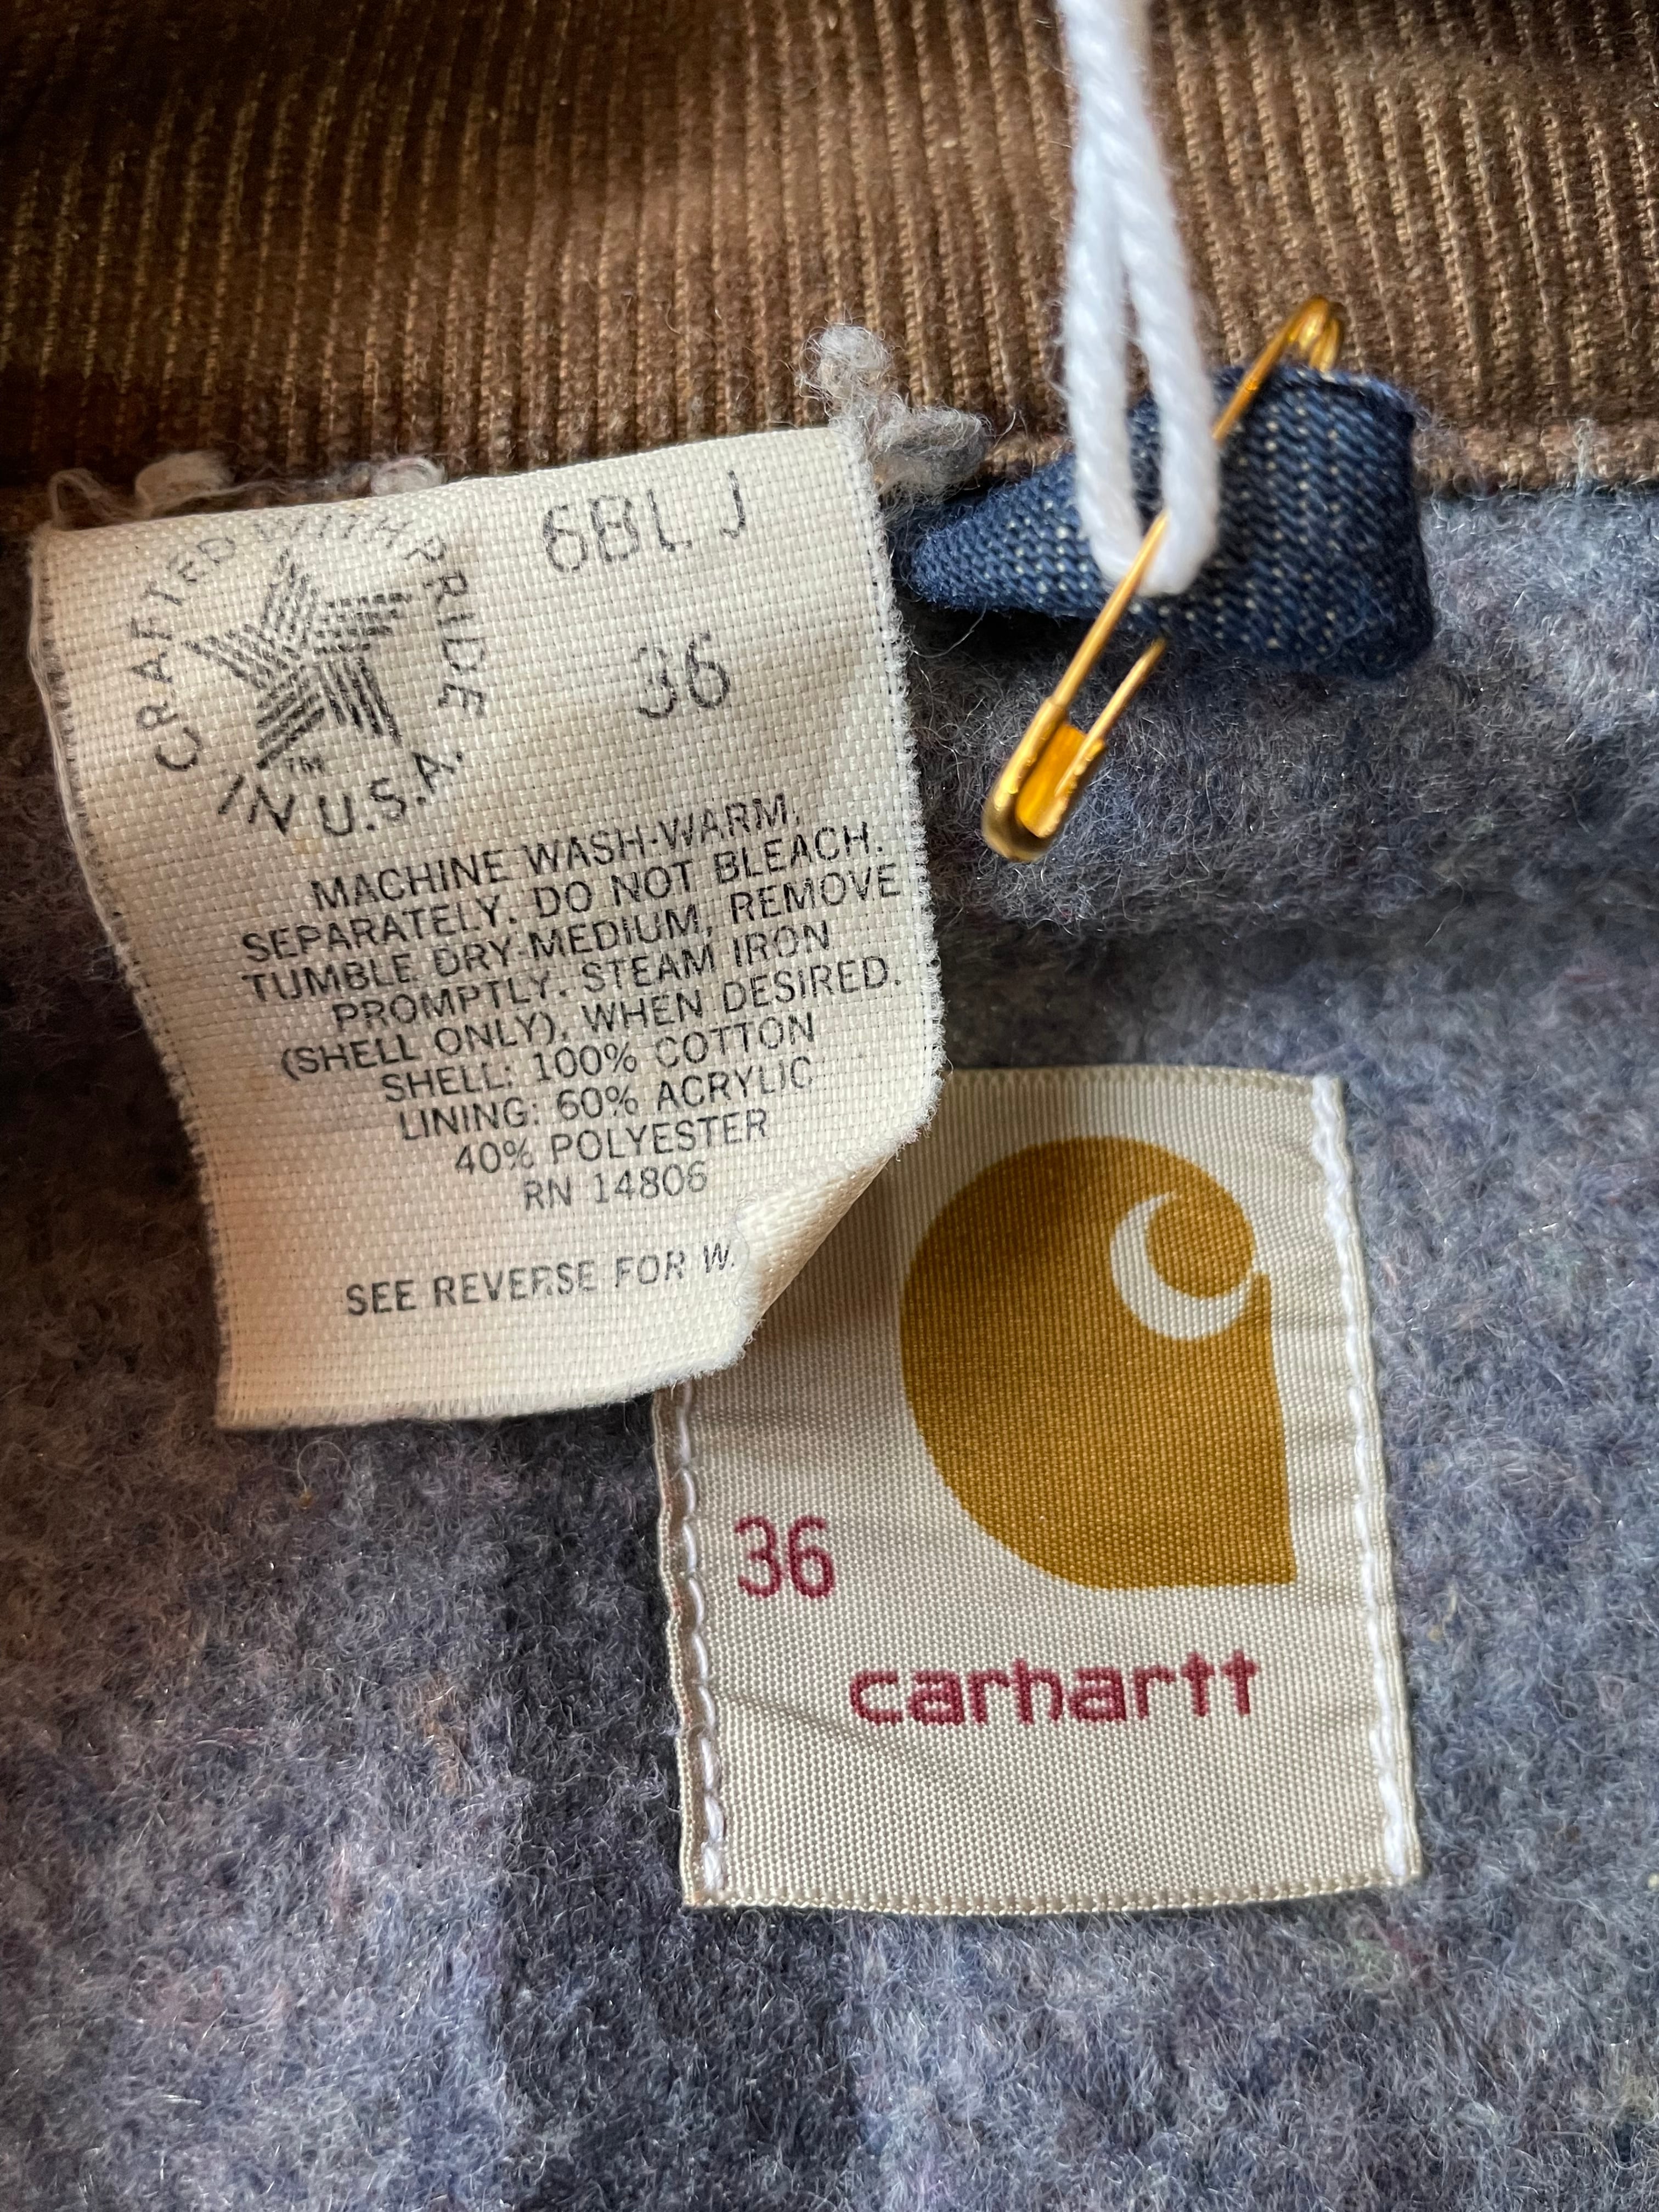 CRAFTED WITH PRIDE
IN U.S.A.
TM
6BLJ
36
MACHINE WASH-WARM,
SEPARATELY. DO NOT BLEACH.
TUMBLE DRY-MEDIUM, REMOVE
PROMPTLY. STEAM IRON
(SHELL ONLY), WHEN DESIRED.
SHELL: 100% COTTON
LINING: 60% ACRYLIC
40% POLYESTER
RN 14806
SEE REVERSE FOR W
36
carhartt